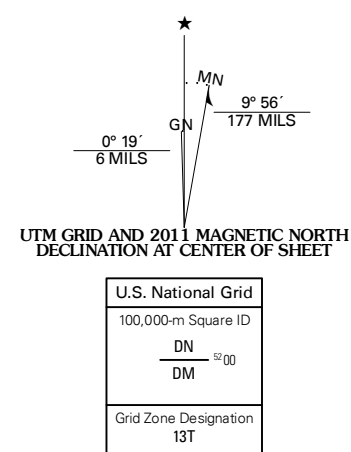 ★
MN
GN
9° 56´
177 MILS
0° 19´
6 MILS
UTM GRID AND 2011 MAGNETIC NORTH
DECLINATION AT CENTER OF SHEET
U.S. National Grid
100,000-m Square ID
DN
5200
DM
Grid Zone Designation
13T